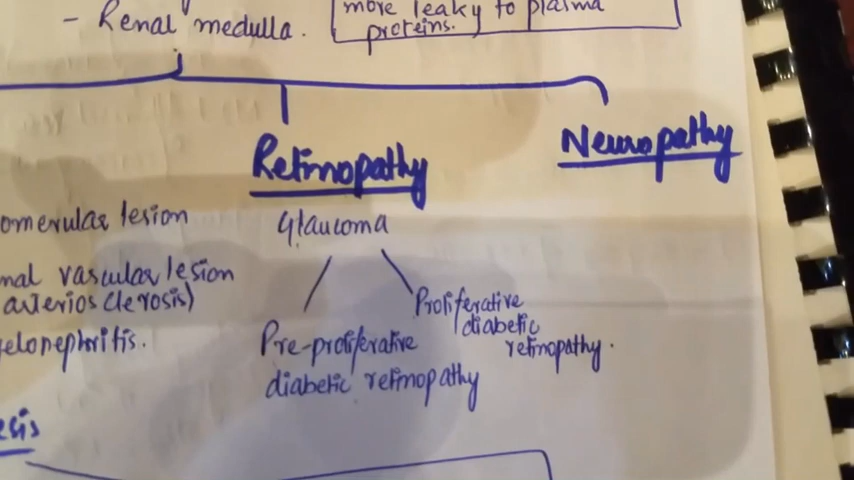 - Renal medulla.
more leaky to plasma
proteins.
Retinopathy
Neuropathy
omerular lesion
nal vascular lesion
arteriosclerosis)
elonephritis.
Glaucoma
Pre-proliferative
diabetic retinopathy
Proliferative
diabetic
retinopathy.
esis